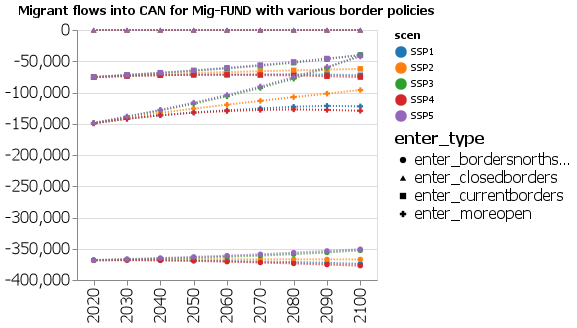 Migrant flows into CAN for Mig-FUND with various border policies
0
-50,000
-100,000
-150,000
-200,000
-250,000
-300,000
-350,000
-400,000
2020
2030
2040
2050
2060
2070
2080
2090
2100
scen
SSP1
SSP2
SSP3
SSP4
SSP5
enter_type
enter_bordersnorths...
enter_closedborders
enter_currentborders
enter_moreopen